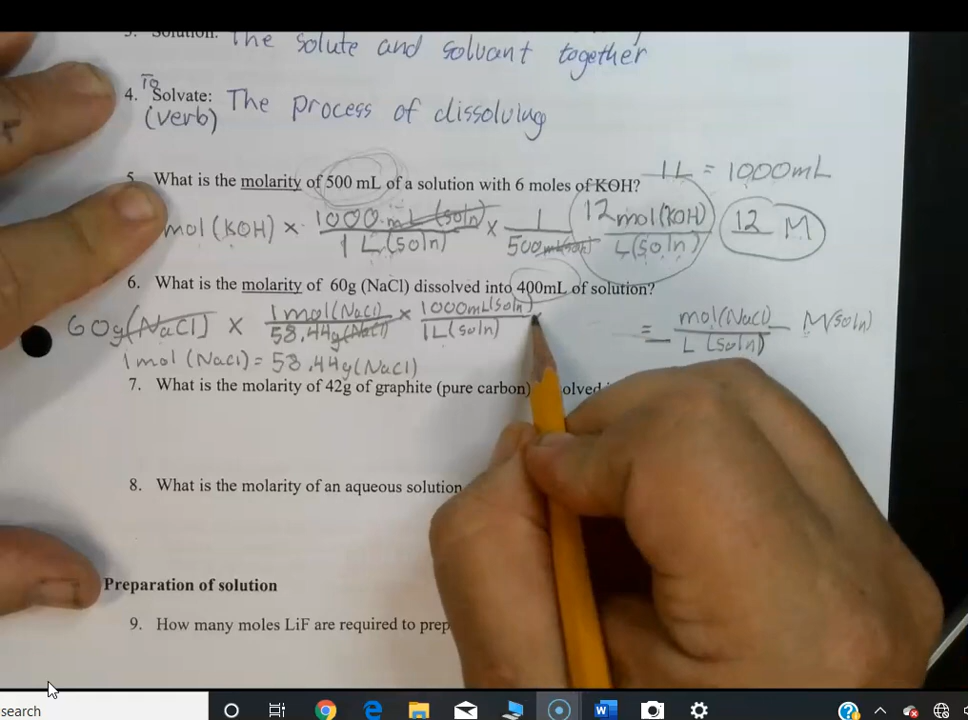 3. Solution: The solute and solvant together
4. To Solvate: The process of dissolving
(verb)
5. What is the molarity of 500 mL of a solution with 6 moles of KOH? 1L = 1000mL
mol(KOH) × 1000 mL (soln) / 1 L(soln) × 1 / 500 mL(soln) 12 mol(KOH) / L(soln) 12 M
6. What is the molarity of 60g (NaCl) dissolved into 400mL of solution?
60g(NaCl) × 1mol(NaCl) / 58.44g(NaCl) × 1000mL(soln) / 1L(soln) = mol(NaCl) / L(soln) M(soln)
1mol (NaCl) = 58.44g(NaCl)
7. What is the molarity of 42g of graphite (pure carbon)
8. What is the molarity of an aqueous solution
Preparation of solution
9. How many moles LiF are required to prep
search